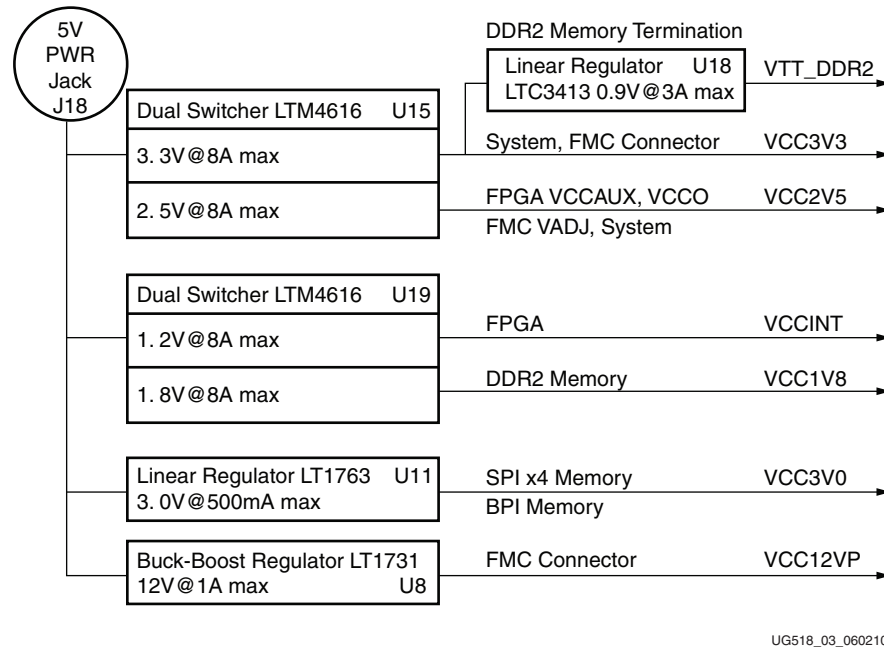 5V
PWR
Jack
J18
DDR2 Memory Termination
Linear Regulator U18
LTC3413 0.9V@3A max
VTT_DDR2
Dual Switcher LTM4616 U15
3. 3V@8A max
System, FMC Connector VCC3V3
2. 5V@8A max
FPGA VCCAUX, VCCO VCC2V5
FMC VADJ, System
Dual Switcher LTM4616 U19
1. 2V@8A max
FPGA VCCINT
1. 8V@8A max
DDR2 Memory VCC1V8
Linear Regulator LT1763 U11
3. 0V@500mA max
SPI x4 Memory VCC3V0
BPI Memory
Buck-Boost Regulator LT1731
12V@1A max U8
FMC Connector VCC12VP
UG518_03_060210